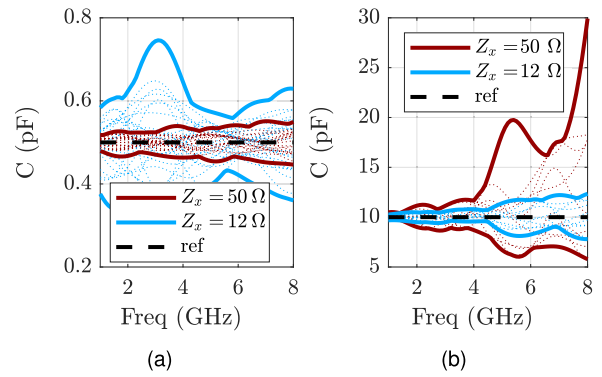 0.8
0.6
0.4
0.2
C (pF)
Z_x = 50 Ω
Z_x = 12 Ω
ref
2 4 6 8
Freq (GHz)
(a)
30
25
20
15
10
5
C (pF)
Z_x = 50 Ω
Z_x = 12 Ω
ref
2 4 6 8
Freq (GHz)
(b)